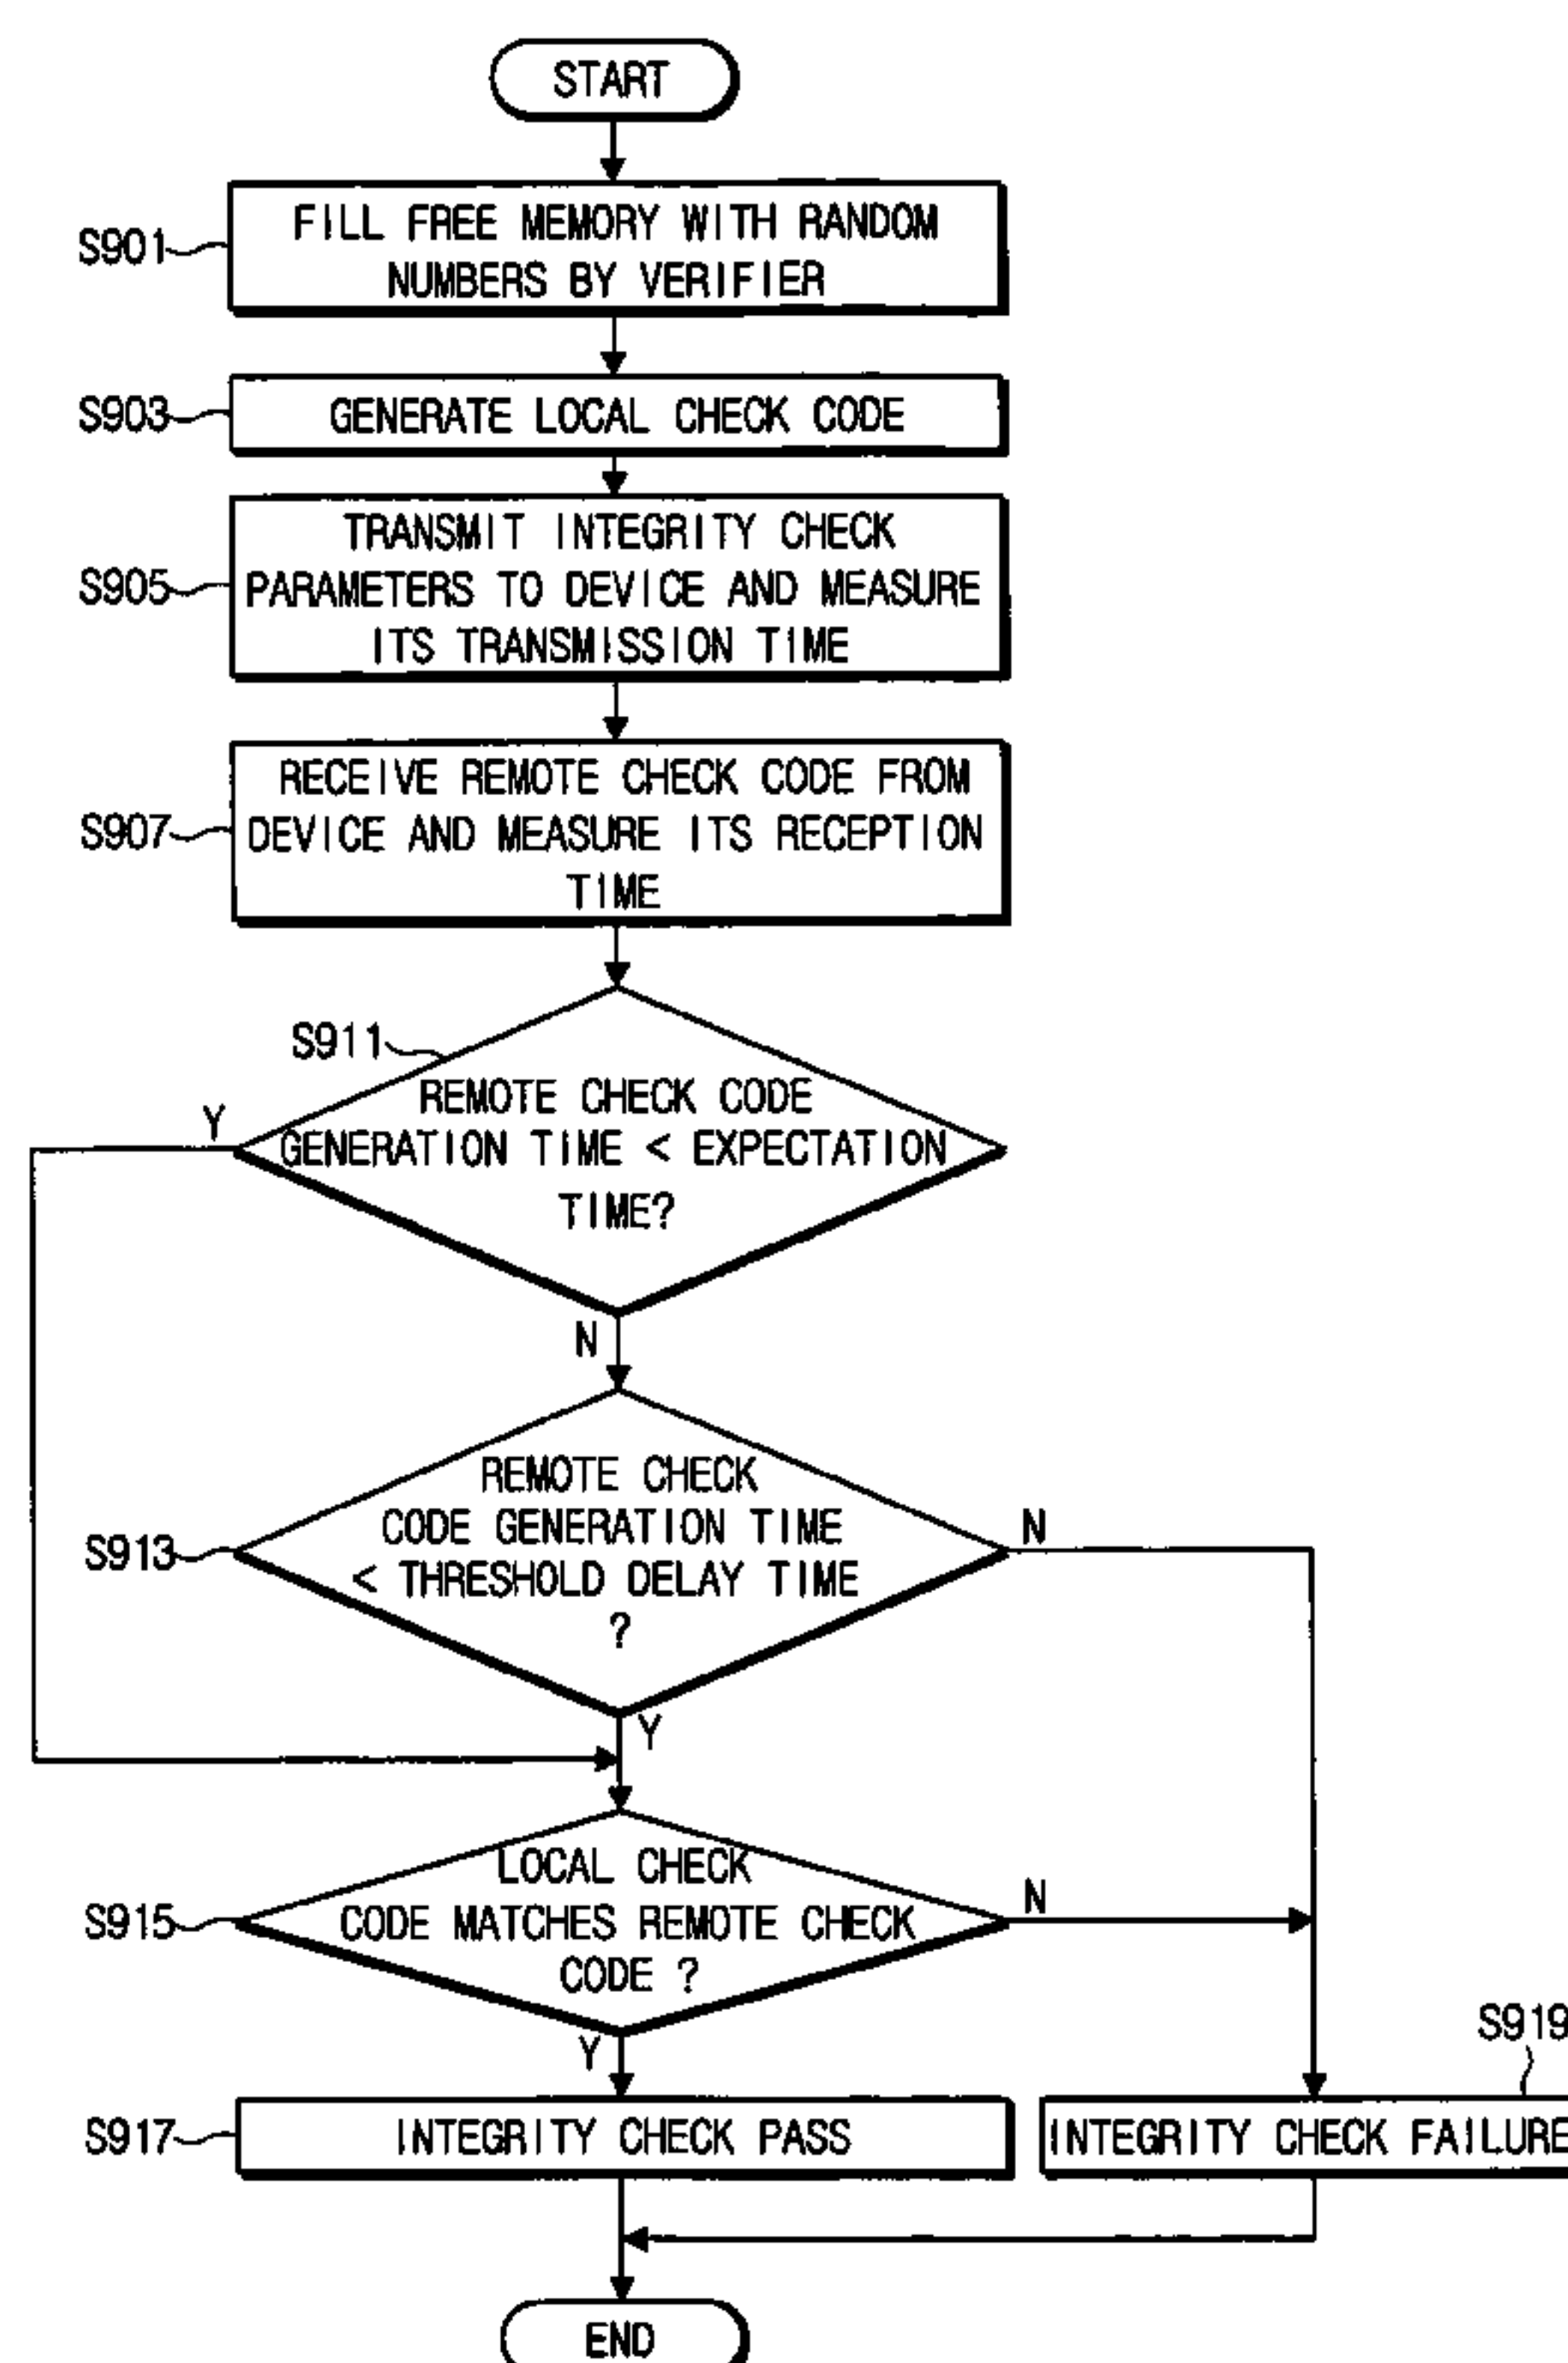 START
S901
FILL FREE MEMORY WITH RANDOM
NUMBERS BY VERIFIER
S903
GENERATE LOCAL CHECK CODE
S905
TRANSMIT INTEGRITY CHECK
PARAMETERS TO DEVICE AND MEASURE
ITS TRANSMISSION TIME
S907
RECEIVE REMOTE CHECK CODE FROM
DEVICE AND MEASURE ITS RECEPTION
TIME
S911
REMOTE CHECK CODE
GENERATION TIME < EXPECTATION
TIME?
Y
N
S913
REMOTE CHECK
CODE GENERATION TIME
< THRESHOLD DELAY TIME
?
N
Y
S915
LOCAL CHECK
CODE MATCHES REMOTE CHECK
CODE ?
N
Y
S917
INTEGRITY CHECK PASS
S919
INTEGRITY CHECK FAILURE
END